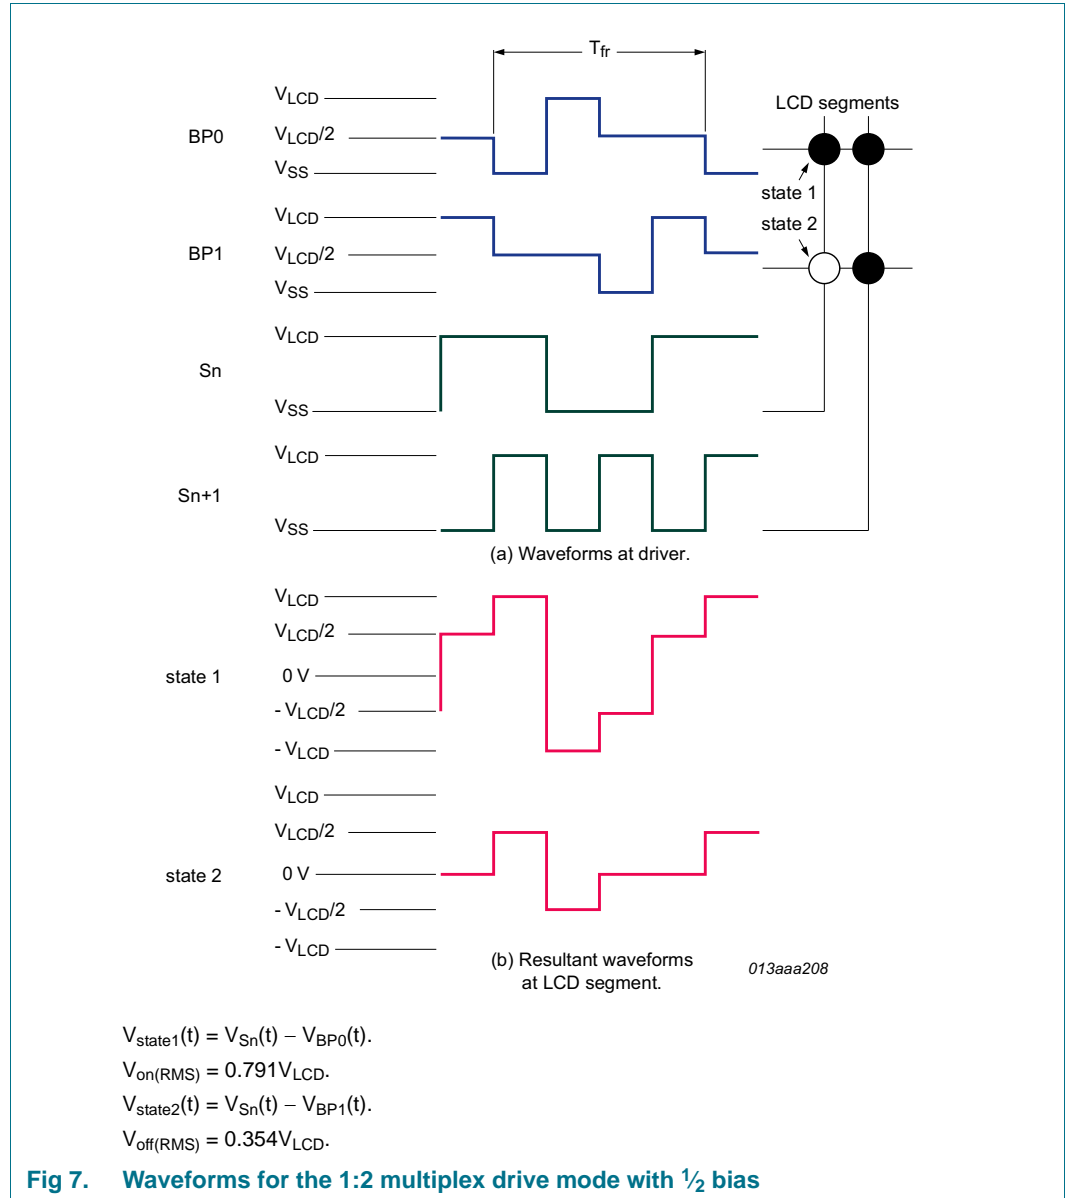 Tfr
VLCD
BP0
VLCD/2
VSS
LCD segments
state 1
state 2
VLCD
BP1
VLCD/2
VSS
VLCD
Sn
VSS
VLCD
Sn+1
VSS
(a) Waveforms at driver.
VLCD
VLCD/2
state 1
0 V
- VLCD/2
- VLCD
VLCD
VLCD/2
state 2
0 V
- VLCD/2
- VLCD
(b) Resultant waveforms
at LCD segment.
013aaa208
Vstate1(t) = VSn(t) − VBP0(t).
Von(RMS) = 0.791VLCD.
Vstate2(t) = VSn(t) − VBP1(t).
Voff(RMS) = 0.354VLCD.
Fig 7. Waveforms for the 1:2 multiplex drive mode with 1⁄2 bias